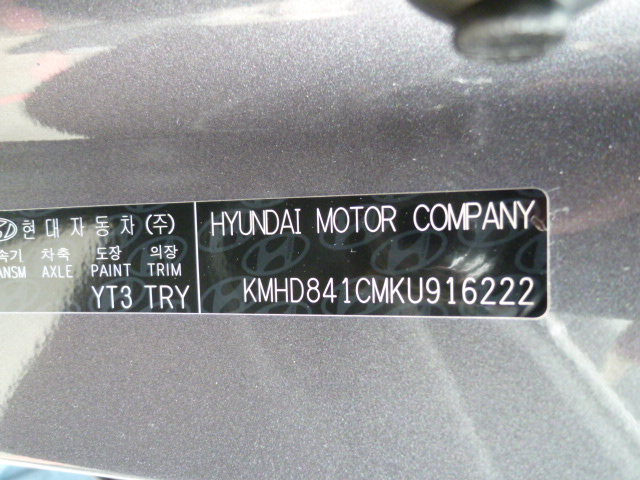 현대자동차(주)
속기 차축 도장 의장
ANSM AXLE PAINT TRIM
YT3 TRY
HYUNDAI MOTOR COMPANY
KMHD841CMKU916222